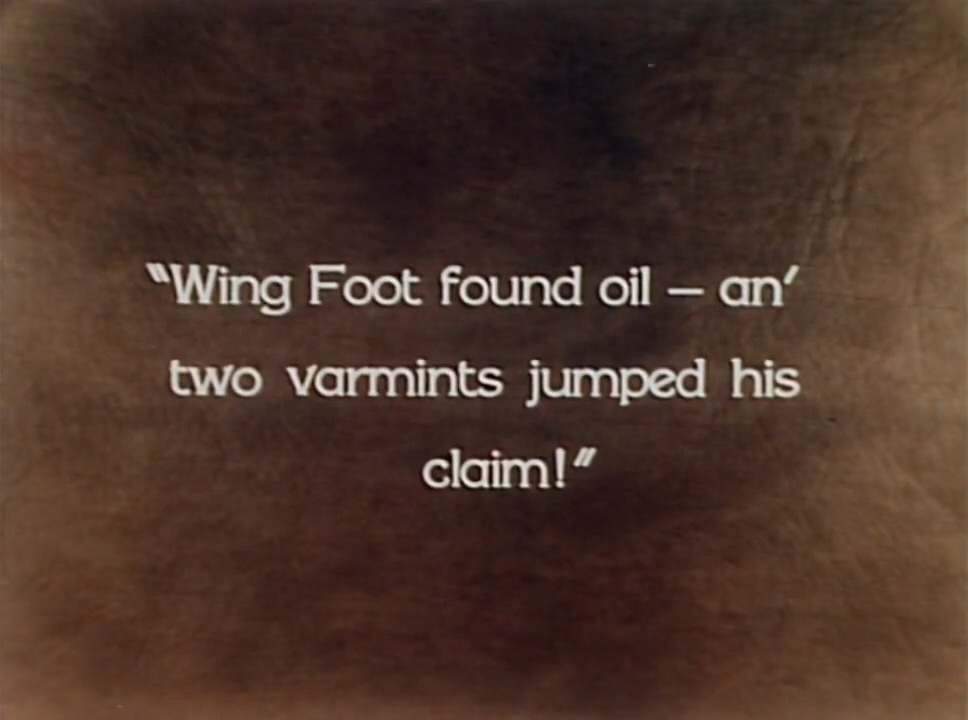 "Wing Foot found oil — an'
two varmints jumped his
claim!"